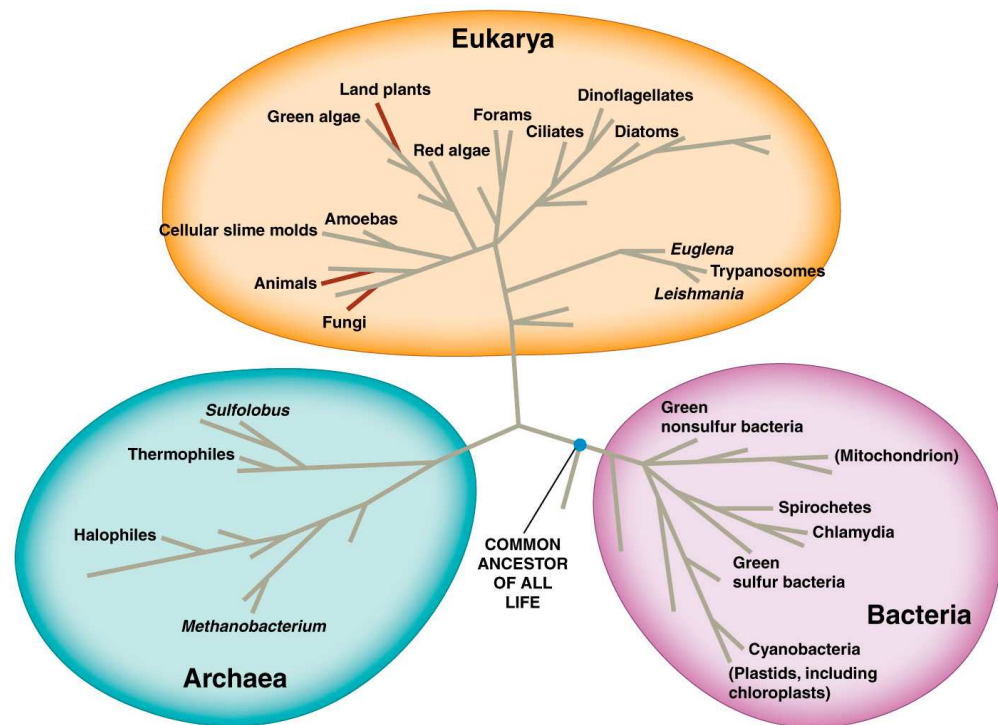 Eukarya
Land plants
Green algae
Red algae
Forams
Ciliates
Dinoflagellates
Diatoms
Cellular slime molds
Amoebas
Animals
Fungi
Euglena
Trypanosomes
Leishmania
Sulfolobus
Thermophiles
Halophiles
Methanobacterium
Archaea
COMMON
ANCESTOR
OF ALL
LIFE
Green
nonsulfur bacteria
(Mitochondrion)
Spirochetes
Chlamydia
Green
sulfur bacteria
Bacteria
Cyanobacteria
(Plastids, including
chloroplasts)